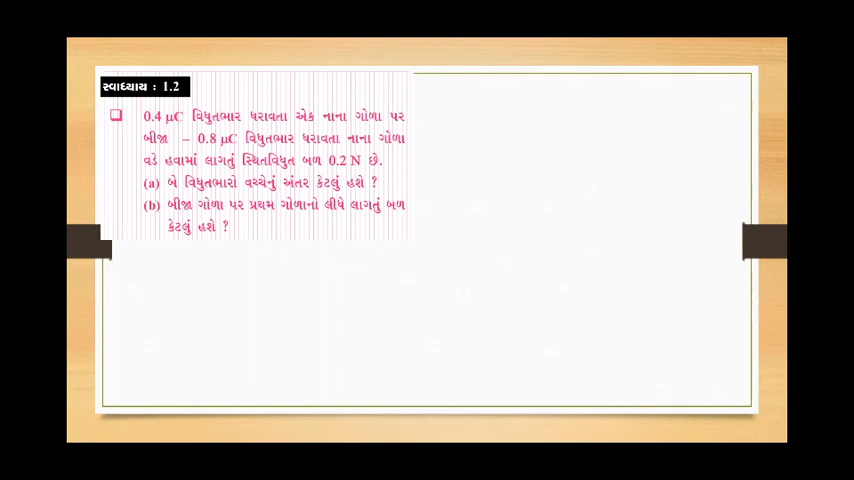 સ્વાધ્યાય : 1.2
❑ 0.4 μC વિધુતભાર ધરાવતા એક નાના ગોળા પર
બીજા – 0.8 μC વિધુતભાર ધરાવતા નાના ગોળા
વડે હવામાં લાગતું સ્થિતવિધુત બળ 0.2 N છે.
(a) બે વિધુતભારો વચ્ચેનું અંતર કેટલું હશે ?
(b) બીજા ગોળા પર પ્રથમ ગોળાનો લીધે લાગતું બળ
કેટલું હશે ?